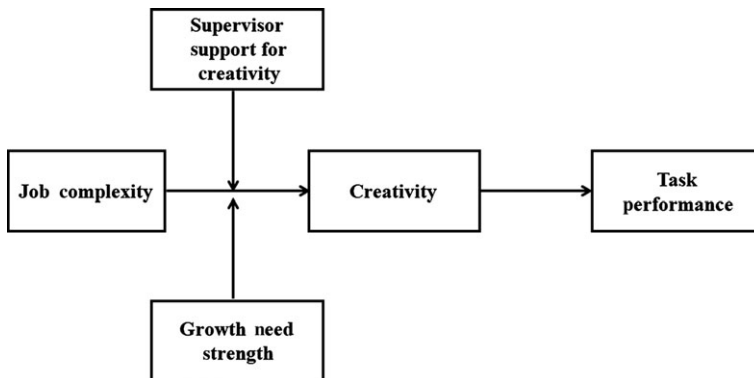 Supervisor
support for
creativity
Job complexity
Creativity
Task
performance
Growth need
strength